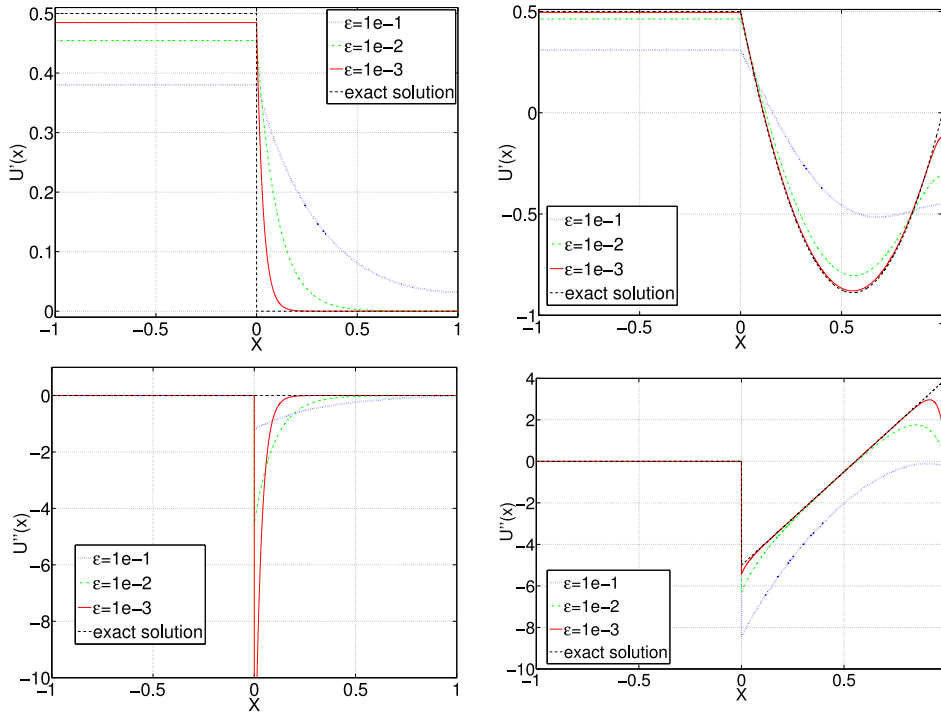 0.5
0.4
0.3
0.2
0.1
0
U'(x)
ε=1e−1
ε=1e−2
ε=1e−3
exact solution
−1
−0.5
0
0.5
1
X
0.5
0
−0.5
−1
U'(x)
ε=1e−1
ε=1e−2
ε=1e−3
exact solution
−1
−0.5
0
0.5
1
X
0
−2
−4
−6
−8
−10
U''(x)
ε=1e−1
ε=1e−2
ε=1e−3
exact solution
−1
−0.5
0
0.5
1
X
4
2
0
−2
−4
−6
−8
−10
U''(x)
ε=1e−1
ε=1e−2
ε=1e−3
exact solution
−1
−0.5
0
0.5
X